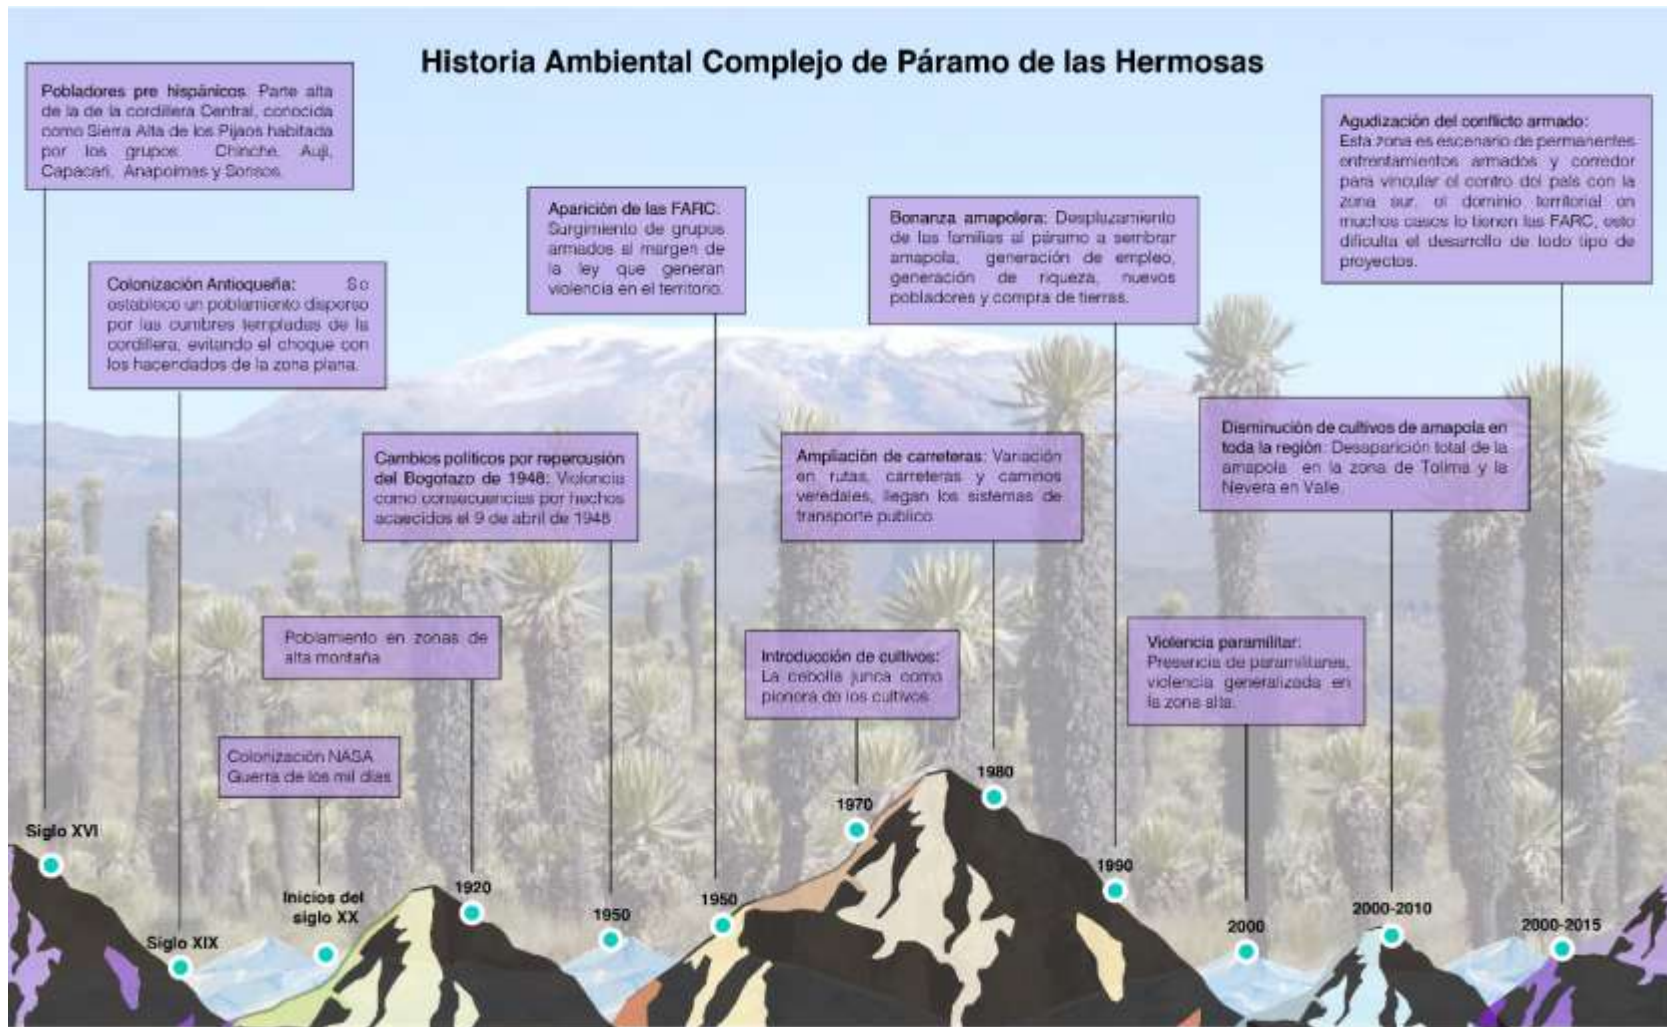 Historia Ambiental Complejo de Páramo de las Hermosas
Pobladores pre hispánicos: Parte alta
de la de la cordillera Central, conocida
como Sierra Alta de los Pijaos habitada
por los grupos: Chinche, Auji,
Capacari, Anapoimas y Sonsos.
Colonización Antioqueña: Se
establece un poblamiento disperso
por las cumbres templadas de la
cordillera, evitando el choque con
los hacendados de la zona plana.
Colonización NASA
Guerra de los mil días
Poblamiento en zonas de
alta montaña
Cambios políticos por repercusión
del Bogotazo de 1948: Violencia
como consecuencias por hechos
acaecidos el 9 de abril de 1948
Aparición de las FARC:
Surgimiento de grupos
armados al margen de
la ley que generan
violencia en el territorio.
Introducción de cultivos:
La cebolla junca como
pionera de los cultivos
Ampliación de carreteras: Variación
en rutas, carreteras y caminos
veredales, llegan los sistemas de
transporte publico
Bonanza amapolera: Desplazamiento
de las familias al páramo a sembrar
amapola, generación de empleo,
generación de riqueza, nuevos
pobladores y compra de tierras.
Violencia paramilitar:
Presencia de paramilitares,
violencia generalizada en
la zona alta.
Disminución de cultivos de amapola en
toda la región: Desaparición total de la
amapola en la zona de Tolima y la
Nevera en Valle
Agudización del conflicto armado:
Esta zona es escenario de permanentes
enfrentamientos armados y corredor
para vincular el centro del país con la
zona sur, el dominio territorial en
muchos casos lo tienen las FARC, esto
dificulta el desarrollo de todo tipo de
proyectos.
Siglo XVI
Siglo XIX
Inicios del
siglo XX
1920
1950
1950
1970
1980
1990
2000
2000-2010
2000-2015